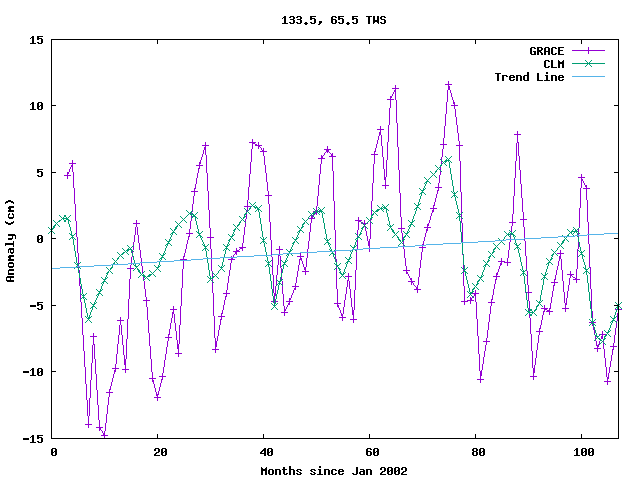 133.5, 65.5 TWS
15
GRACE
CLM
Trend Line
10
5
0
-5
-10
-15
Anomaly (cm)
0 20 40 60 80 100
Months since Jan 2002